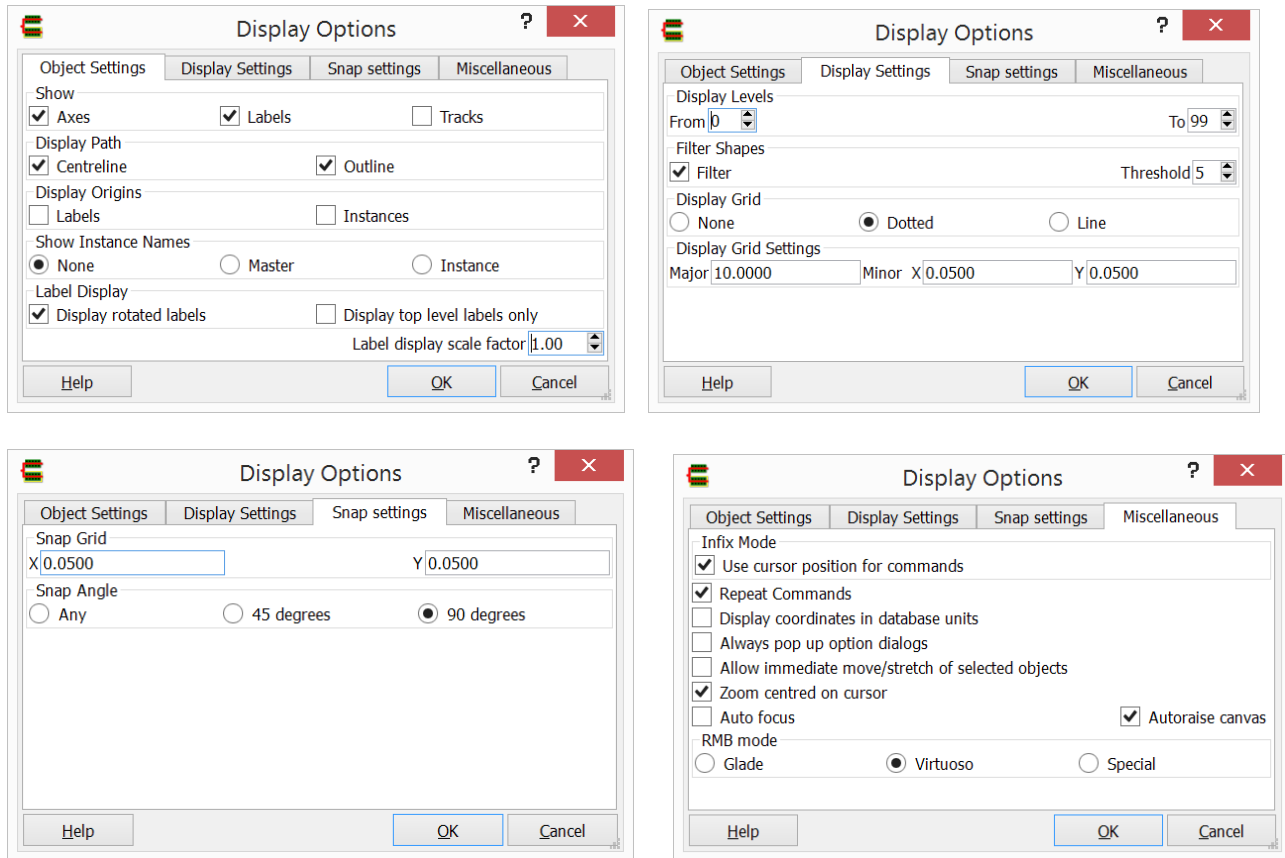 Display Options ?
Object Settings Display Settings Snap settings Miscellaneous
Show
Axes Labels Tracks
Display Path
Centreline Outline
Display Origins
Labels Instances
Show Instance Names
None Master Instance
Label Display
Display rotated labels Display top level labels only
Label display scale factor 1.00
Help OK Cancel
Display Options ?
Object Settings Display Settings Snap settings Miscellaneous
Display Levels
From 0 To 99
Filter Shapes
Filter Threshold 5
Display Grid
None Dotted Line
Display Grid Settings
Major 10.0000 Minor X 0.0500 Y 0.0500
Help OK Cancel
Display Options ?
Object Settings Display Settings Snap settings Miscellaneous
Snap Grid
X 0.0500 Y 0.0500
Snap Angle
Any 45 degrees 90 degrees
Help OK Cancel
Display Options ?
Object Settings Display Settings Snap settings Miscellaneous
Infix Mode
Use cursor position for commands
Repeat Commands
Display coordinates in database units
Always pop up option dialogs
Allow immediate move/stretch of selected objects
Zoom centred on cursor
Auto focus Autoraise canvas
RMB mode
Glade Virtuoso Special
Help OK Cancel